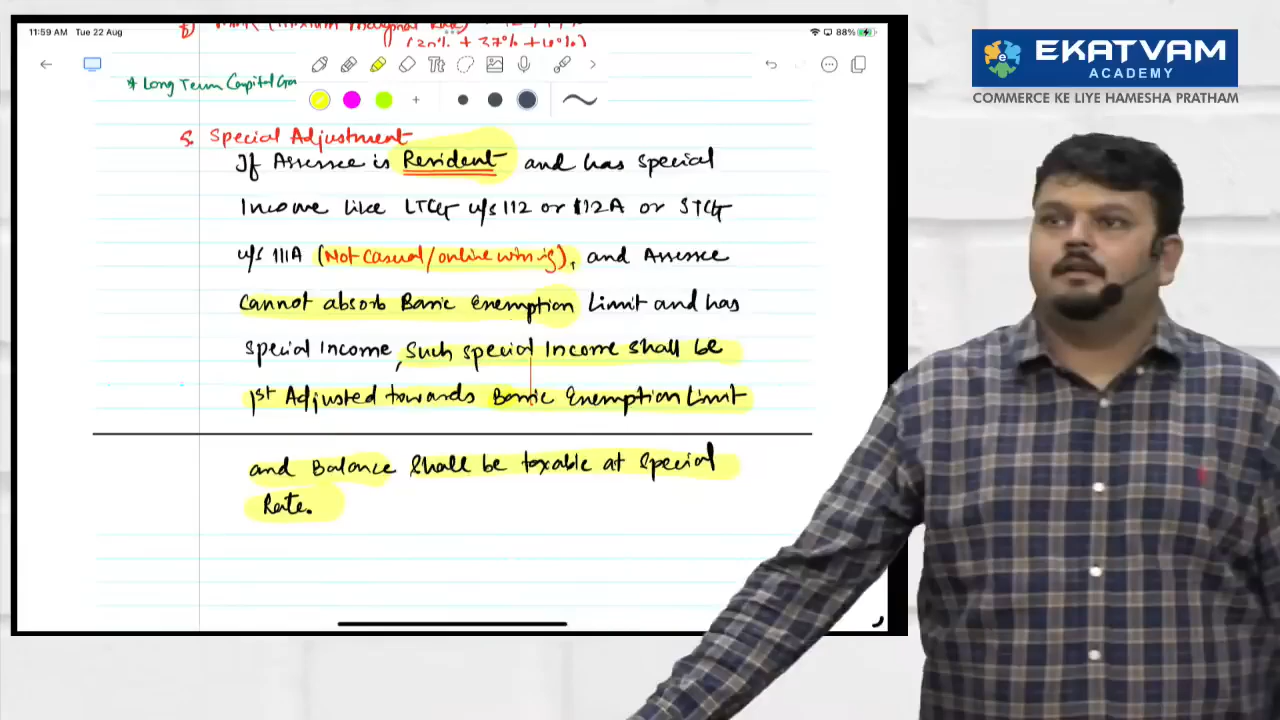 11:59 AM Tue 22 Aug
88%
EKATVAM
ACADEMY
COMMERCE KE LIYE HAMESHA PRATHAM
* Long Term Capital Gai
5. Special Adjustment
If Assessee is Resident and has special
Income like LTCG u/s 112 or 112A or STCG
u/s 111A (Not Casual/online winnig), and Assessee
Cannot absorb Basic Exemption Limit and has
special Income, Such special Income shall be
1st Adjusted towards Basic Exemption Limit
and Balance Shall be taxable at special
Rate.